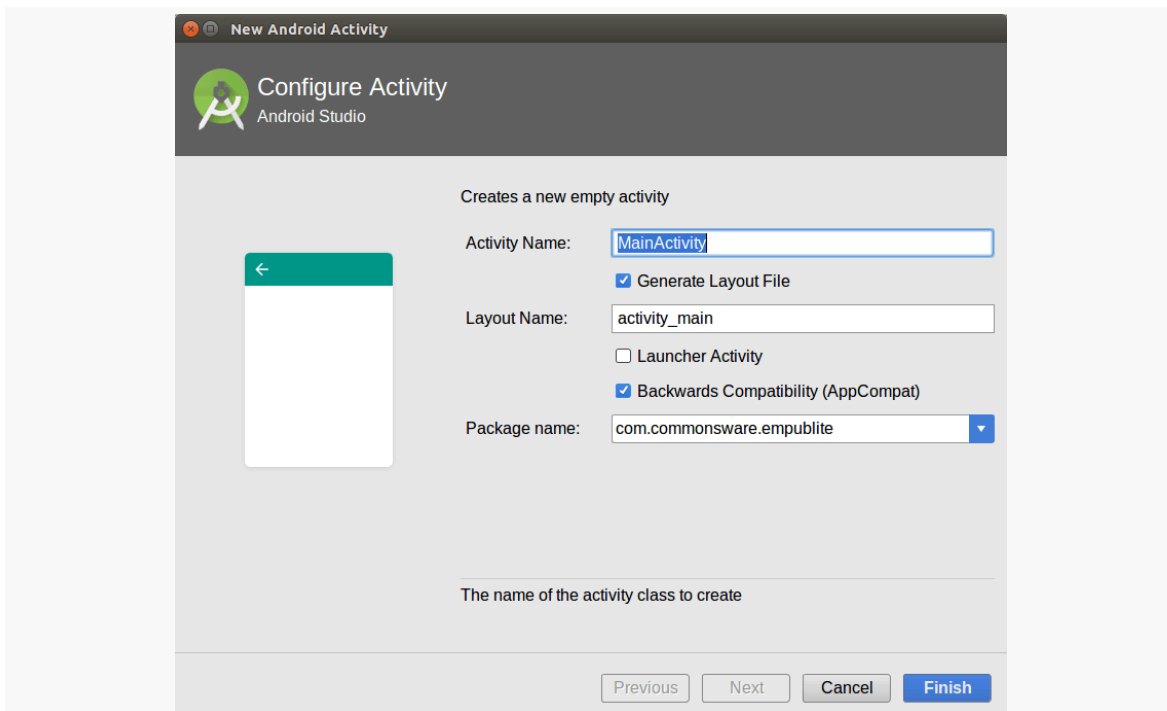 New Android Activity
Configure Activity
Android Studio
Creates a new empty activity
Activity Name: MainActivity
Generate Layout File
Layout Name: activity_main
Launcher Activity
Backwards Compatibility (AppCompat)
Package name: com.commonsware.empublite
The name of the activity class to create
Previous Next Cancel Finish